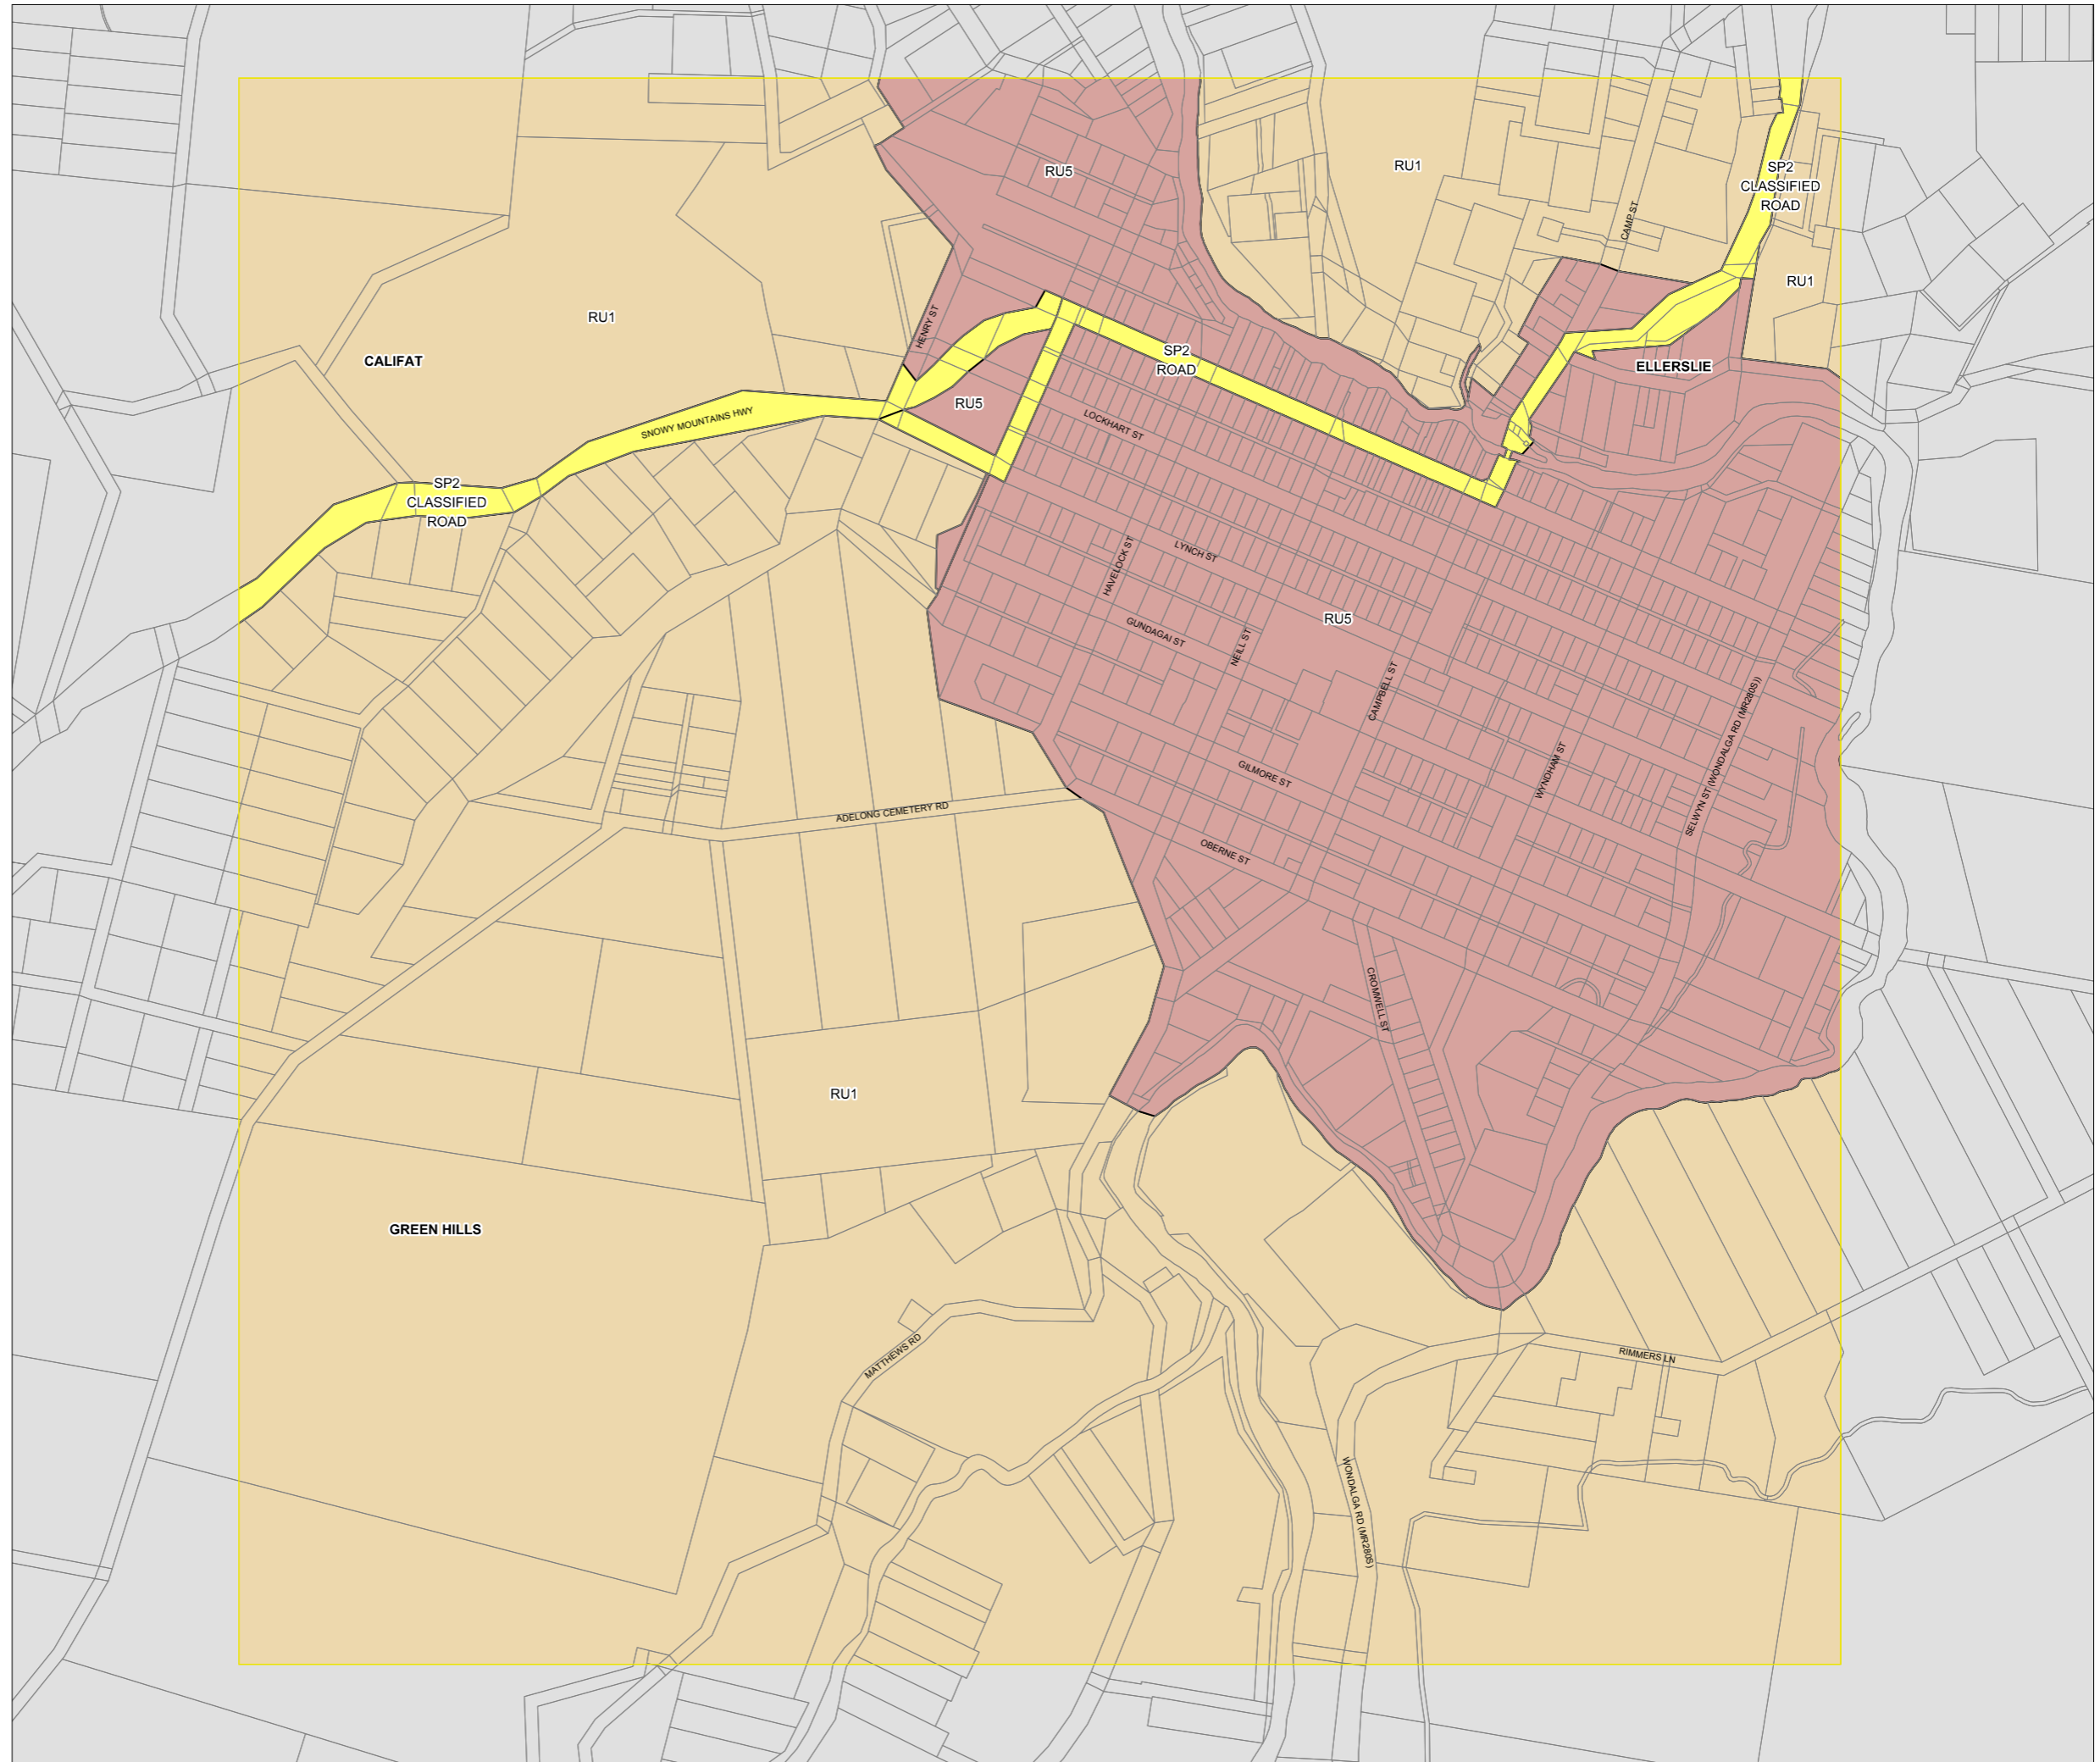 RU5
RU1
SP2
CLASSIFIED
ROAD
CAMP ST
RU1
RU1
HENRY ST
CALIFAT
SP2
ROAD
ELLERSLIE
RU5
SNOWY MOUNTAINS HWY
LOCKHART ST
SP2
CLASSIFIED
ROAD
LYNCH ST
HAVELOCK ST
RU5
GUNDAGAI ST
NEILL ST
CAMPBELL ST
SELWYN ST (WONDALGA RD (MR280S))
WYNDHAM ST
GILMORE ST
ADELONG CEMETERY RD
OBERNE ST
CROMWELL ST
RU1
GREEN HILLS
MATTHEWS RD
RIMMERS LN
WONDALGA RD (MR280S)